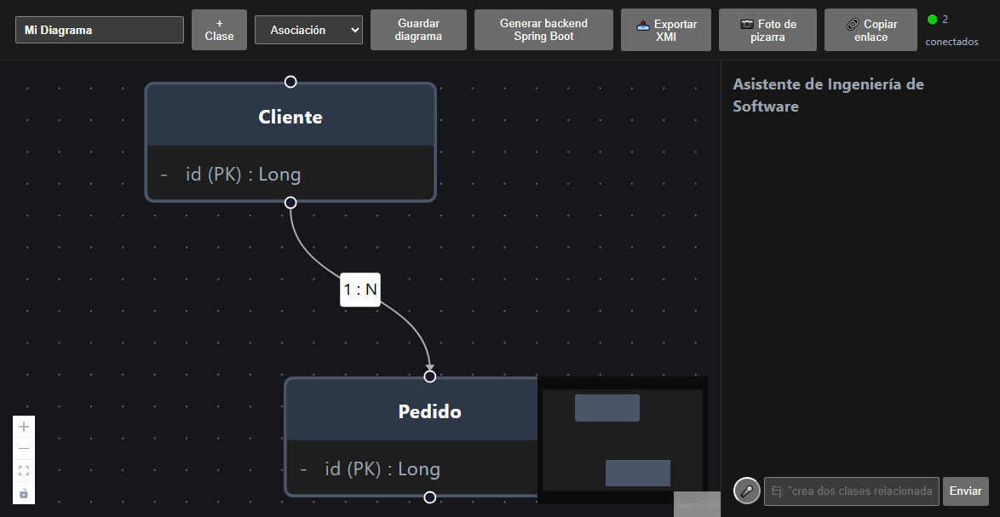 Mi Diagrama
+
Clase
Asociación
Guardar
diagrama
Generar backend
Spring Boot
Exportar
XMI
Foto de
pizarra
Copiar
enlace
2
conectados
Asistente de Ingeniería de
Software
Cliente
- id (PK) : Long
1 : N
Pedido
- id (PK) : Long
React Flow
Ej: "crea dos clases relacionada
Enviar